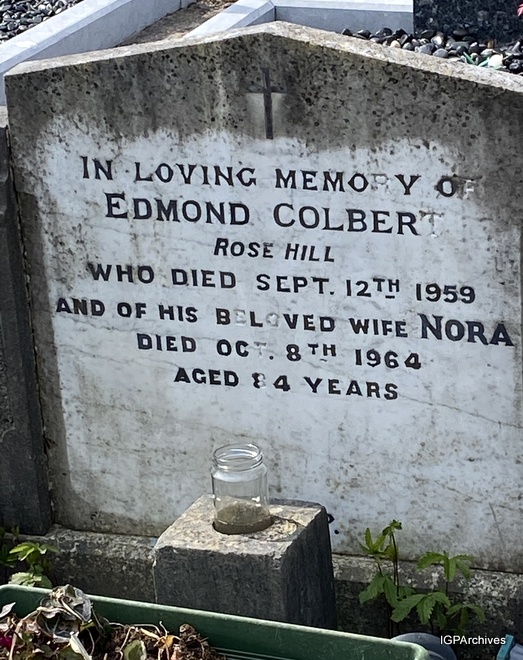 IN LOVING MEMORY OF
EDMOND COLBERT
ROSE HILL
WHO DIED SEPT. 12TH 1959
AND OF HIS BELOVED WIFE NORA
DIED OCT. 8TH 1964
AGED 84 YEARS
IGPArchives